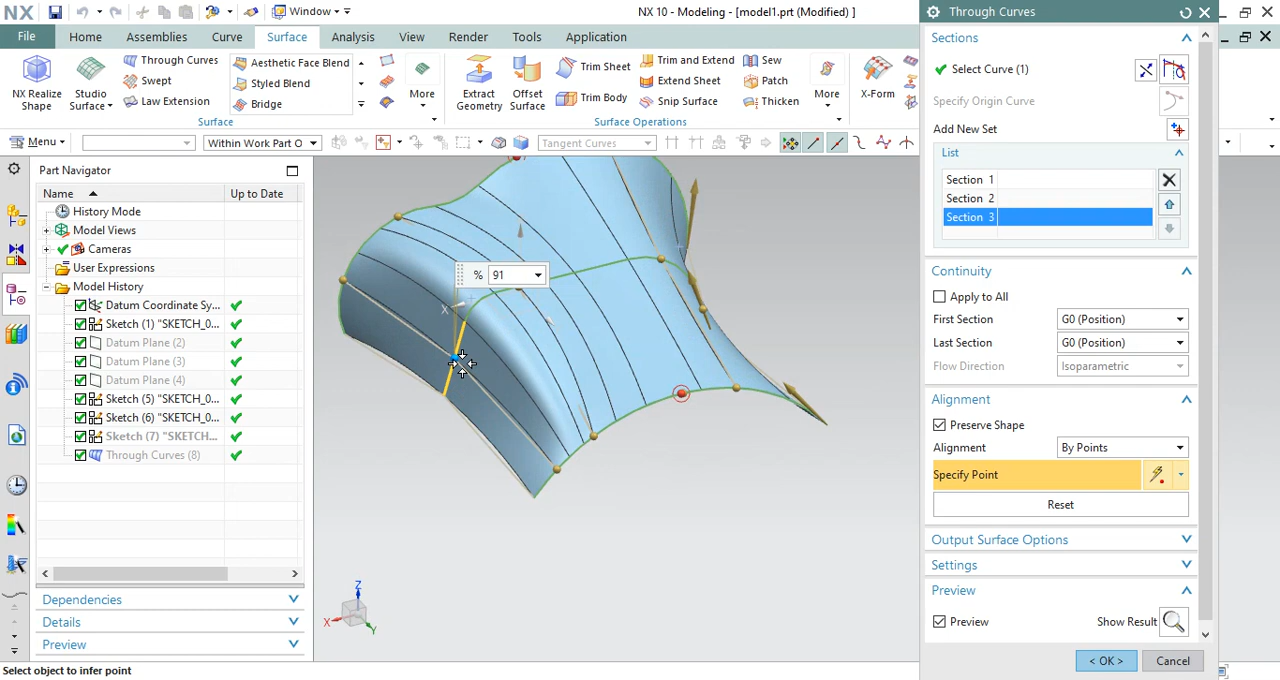 NX
Window
NX 10 - Modeling - [model1.prt (Modified) ]
Through Curves
File
Home
Assemblies
Curve
Surface
Analysis
View
Render
Tools
Application
NX Realize Shape
Studio Surface
Through Curves
Swept
Law Extension
Aesthetic Face Blend
Styled Blend
Bridge
More
Extract Geometry
Offset Surface
Trim Sheet
Trim Body
Trim and Extend
Extend Sheet
Snip Surface
Sew
Patch
Thicken
More
X-Form
Surface
Surface Operations
Menu
Within Work Part O
Tangent Curves
Part Navigator
Name
Up to Date
History Mode
Model Views
Cameras
User Expressions
Model History
Datum Coordinate Sy...
Sketch (1) "SKETCH_0...
Datum Plane (2)
Datum Plane (3)
Datum Plane (4)
Sketch (5) "SKETCH_0...
Sketch (6) "SKETCH_0...
Sketch (7) "SKETCH...
Through Curves (8)
Dependencies
Details
Preview
% 91
X
Z
X
Y
Sections
Select Curve (1)
Specify Origin Curve
Add New Set
List
Section 1
Section 2
Section 3
Continuity
Apply to All
First Section
G0 (Position)
Last Section
G0 (Position)
Flow Direction
Isoparametric
Alignment
Preserve Shape
Alignment
By Points
Specify Point
Reset
Output Surface Options
Settings
Preview
Preview
Show Result
< OK >
Cancel
Select object to infer point